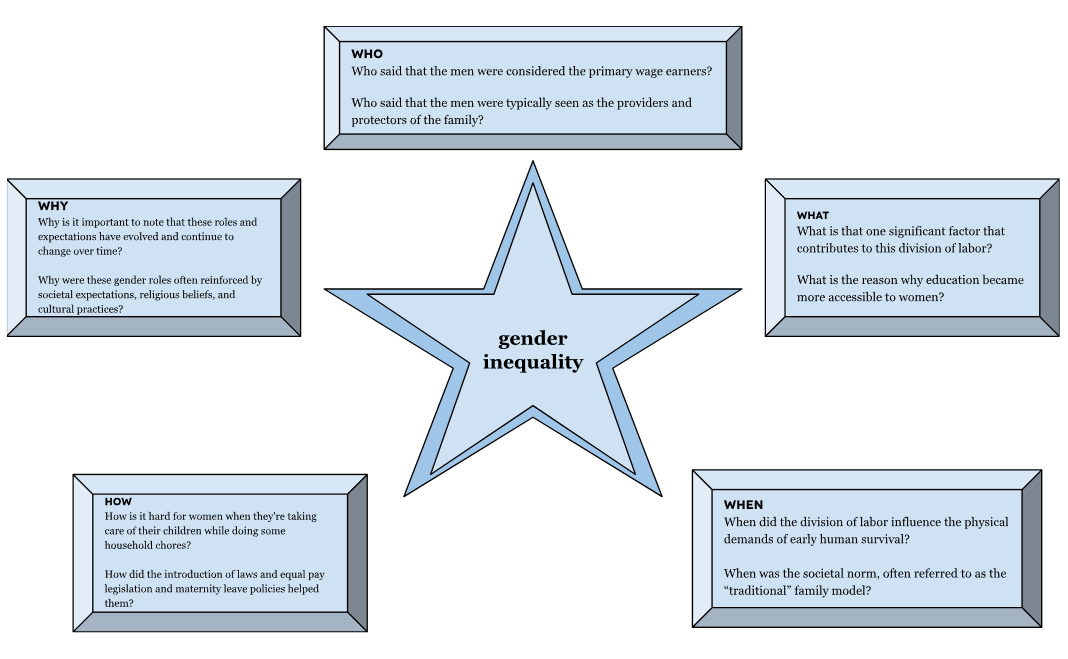 WHO
Who said that the men were considered the primary wage earners?
Who said that the men were typically seen as the providers and
protectors of the family?
WHY
Why is it important to note that these roles and
expectations have evolved and continue to
change over time?
Why were these gender roles often reinforced by
societal expectations, religious beliefs, and
cultural practices?
WHAT
What is that one significant factor that
contributes to this division of labor?
What is the reason why education became
more accessible to women?
gender
inequality
HOW
How is it hard for women when they're taking
care of their children while doing some
household chores?
How did the introduction of laws and equal pay
legislation and maternity leave policies helped
them?
WHEN
When did the division of labor influence the physical
demands of early human survival?
When was the societal norm, often referred to as the
“traditional” family model?